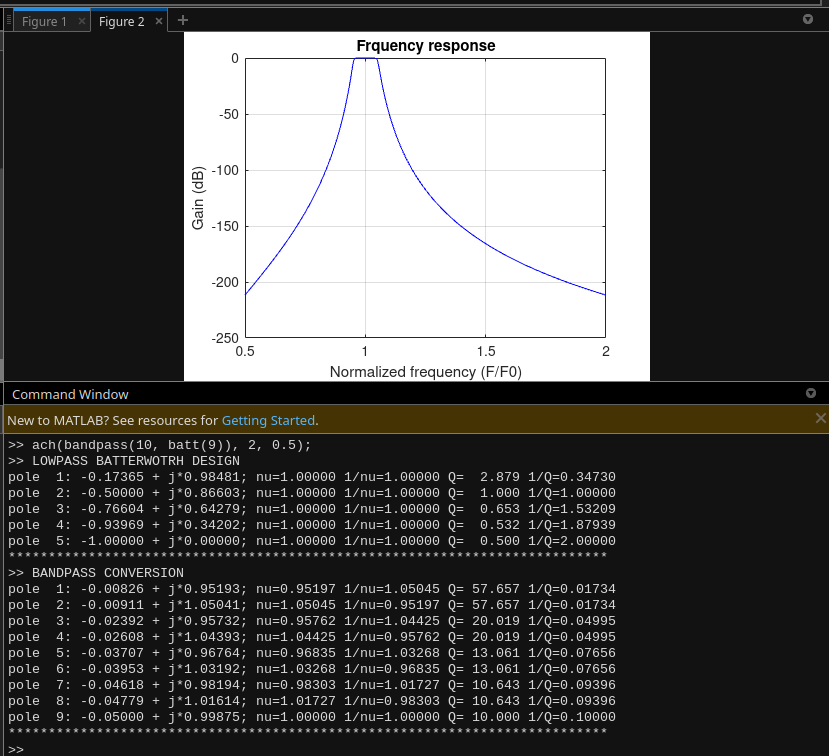 Figure 1 × Figure 2 × +
Frquency response
0
-50
-100
-150
-200
-250
Gain (dB)
0.5 1 1.5 2
Normalized frequency (F/F0)
Command Window
New to MATLAB? See resources for Getting Started.
>> ach(bandpass(10, batt(9)), 2, 0.5);
>> LOWPASS BATTERWOTRH DESIGN
pole  1: -0.17365 + j*0.98481; nu=1.00000 1/nu=1.00000 Q=  2.879 1/Q=0.34730
pole  2: -0.50000 + j*0.86603; nu=1.00000 1/nu=1.00000 Q=  1.000 1/Q=1.00000
pole  3: -0.76604 + j*0.64279; nu=1.00000 1/nu=1.00000 Q=  0.653 1/Q=1.53209
pole  4: -0.93969 + j*0.34202; nu=1.00000 1/nu=1.00000 Q=  0.532 1/Q=1.87939
pole  5: -1.00000 + j*0.00000; nu=1.00000 1/nu=1.00000 Q=  0.500 1/Q=2.00000
***************************************************************************
>> BANDPASS CONVERSION
pole  1: -0.00826 + j*0.95193; nu=0.95197 1/nu=1.05045 Q= 57.657 1/Q=0.01734
pole  2: -0.00911 + j*1.05041; nu=1.05045 1/nu=0.95197 Q= 57.657 1/Q=0.01734
pole  3: -0.02392 + j*0.95732; nu=0.95762 1/nu=1.04425 Q= 20.019 1/Q=0.04995
pole  4: -0.02608 + j*1.04393; nu=1.04425 1/nu=0.95762 Q= 20.019 1/Q=0.04995
pole  5: -0.03707 + j*0.96764; nu=0.96835 1/nu=1.03268 Q= 13.061 1/Q=0.07656
pole  6: -0.03953 + j*1.03192; nu=1.03268 1/nu=0.96835 Q= 13.061 1/Q=0.07656
pole  7: -0.04618 + j*0.98194; nu=0.98303 1/nu=1.01727 Q= 10.643 1/Q=0.09396
pole  8: -0.04779 + j*1.01614; nu=1.01727 1/nu=0.98303 Q= 10.643 1/Q=0.09396
pole  9: -0.05000 + j*0.99875; nu=1.00000 1/nu=1.00000 Q= 10.000 1/Q=0.10000
***************************************************************************
>>